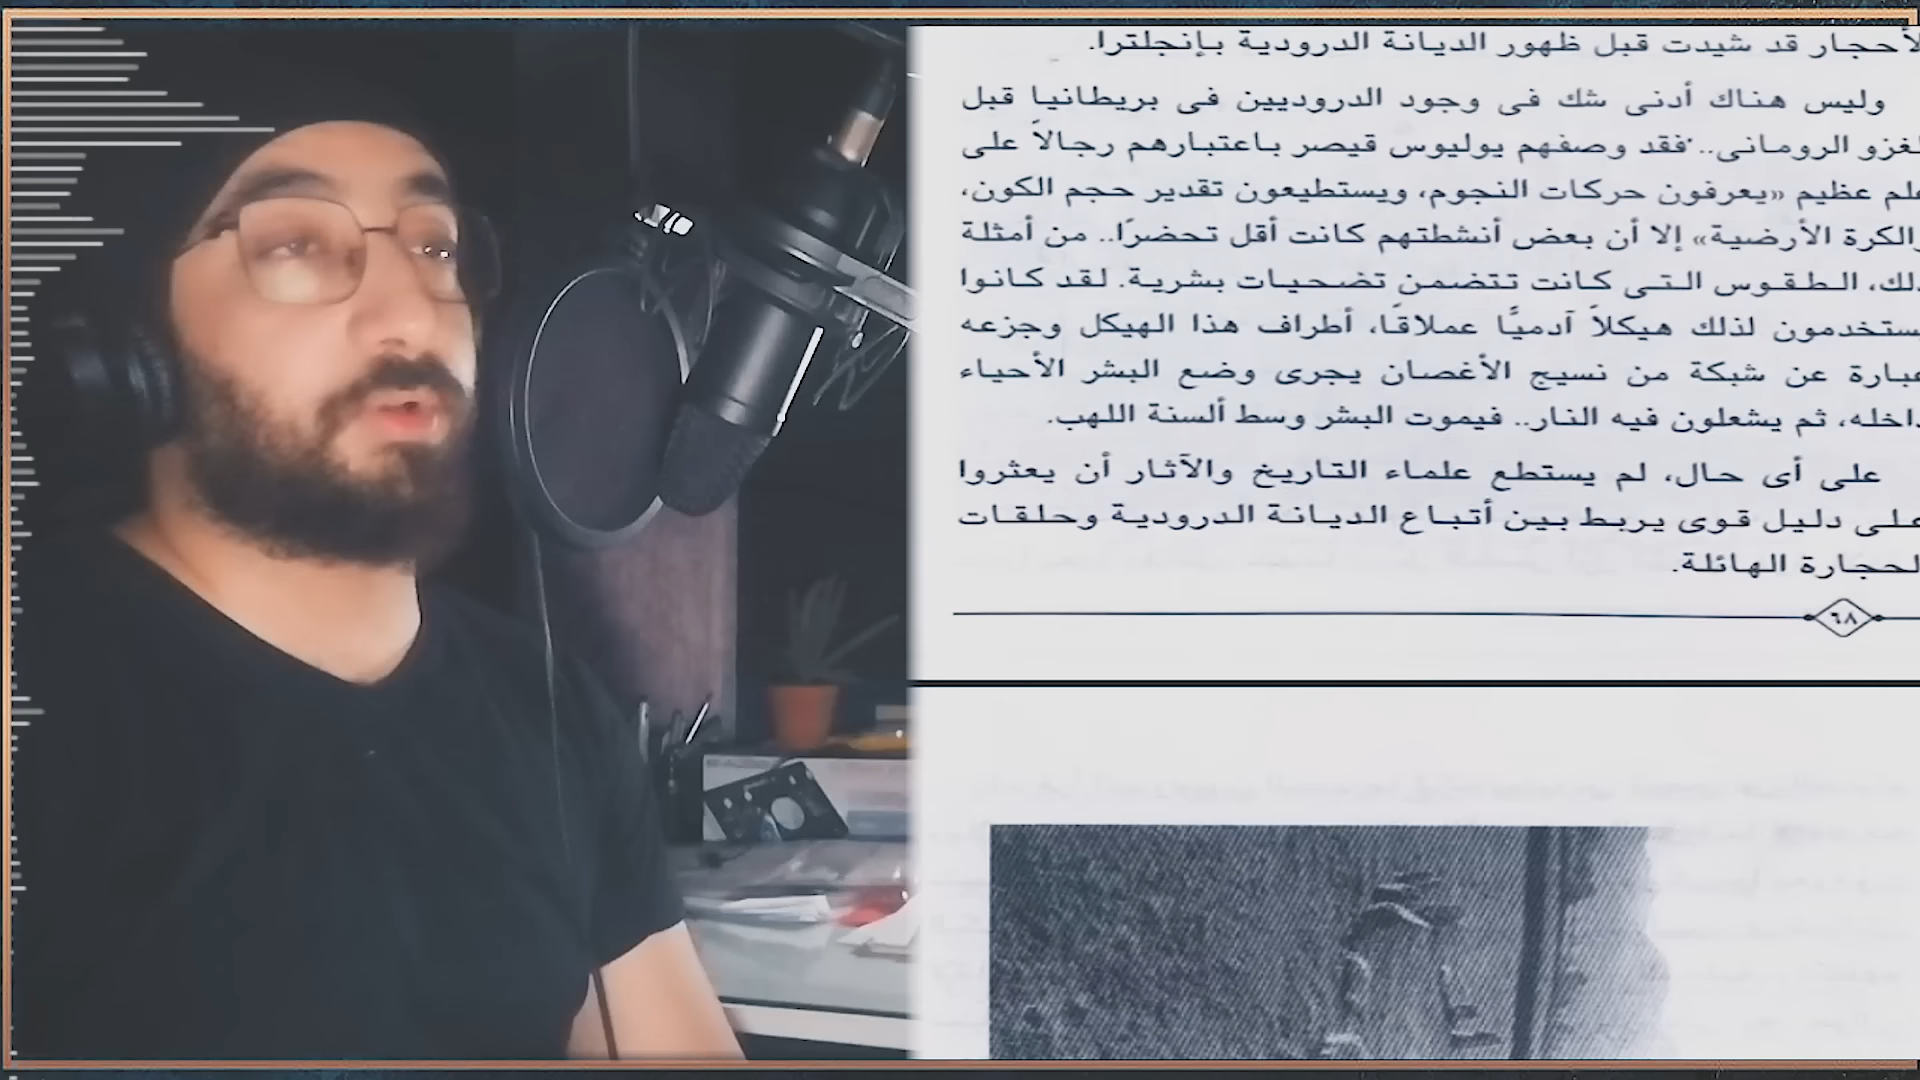 لأحجار قد شيدت قبل ظهور الديانة الدرودية بإنجلترا.
وليس هناك أدنى شك فى وجود الدروديين فى بريطانيا قبل
لغزو الرومانى.. فقد وصفهم يوليوس قيصر باعتبارهم رجالاً على
علم عظيم «يعرفون حركات النجوم، ويستطيعون تقدير حجم الكون،
والكرة الأرضية» إلا أن بعض أنشطتهم كانت أقل تحضرًا.. من أمثلة
ذلك، الطقوس التى كانت تتضمن تضحيات بشرية. لقد كانوا
ستخدمون لذلك هيكلاً آدميًّا عملاقًا، أطراف هذا الهيكل وجزعه
عبارة عن شبكة من نسيج الأغصان يجرى وضع البشر الأحياء
داخله، ثم يشعلون فيه النار.. فيموت البشر وسط ألسنة اللهب.
على أى حال، لم يستطع علماء التاريخ والآثار أن يعثروا
على دليل قوى يربط بين أتباع الديانة الدرودية وحلقات
لحجارة الهائلة.
٦٨